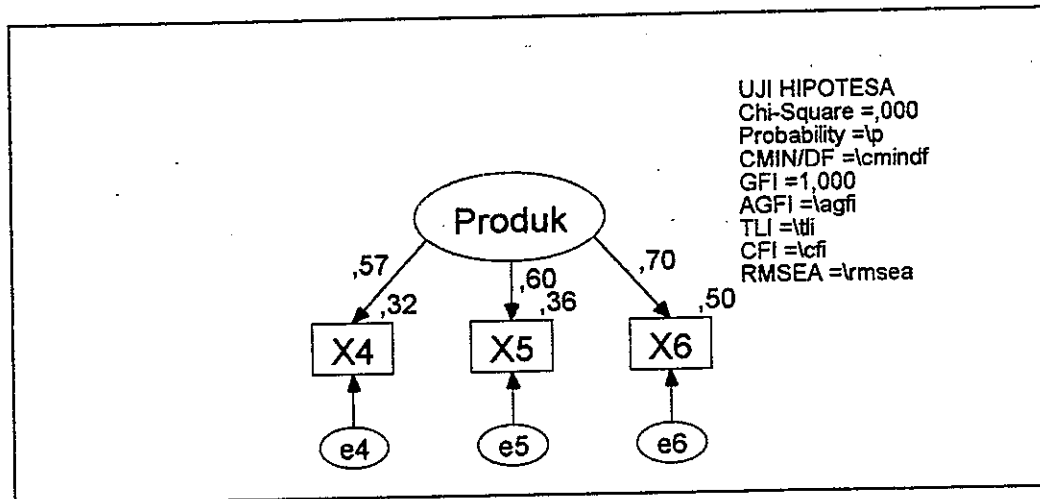 UJI HIPOTESA
Chi-Square =,000
Probability =\p
CMIN/DF =\cmindf
GFI =1,000
AGFI =\agfi
TLI =\tli
CFI =\cfi
RMSEA =\rmsea
Produk
,57
,60
,70
,32
,36
,50
X4
X5
X6
e4
e5
e6